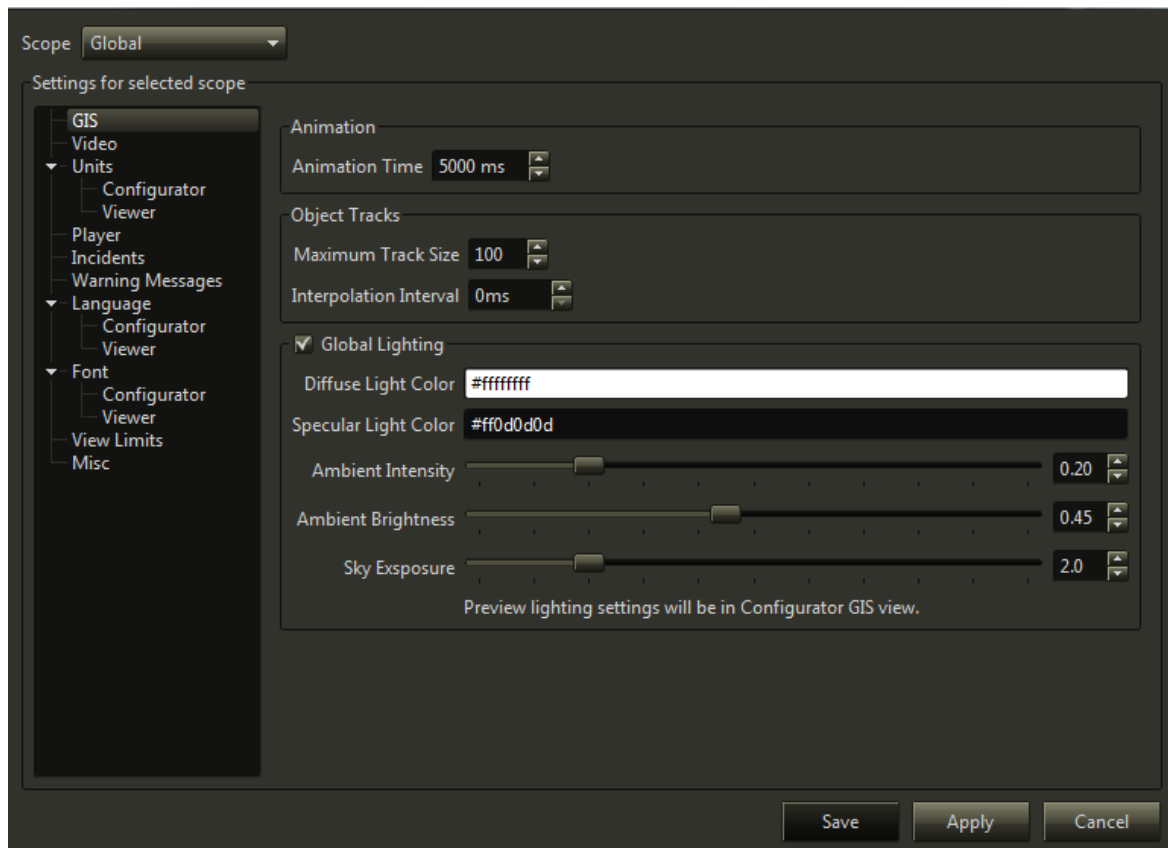 Scope Global
Settings for selected scope
GIS
Video
Units
Configurator
Viewer
Player
Incidents
Warning Messages
Language
Configurator
Viewer
Font
Configurator
Viewer
View Limits
Misc
Animation
Animation Time 5000 ms
Object Tracks
Maximum Track Size 100
Interpolation Interval 0ms
Global Lighting
Diffuse Light Color #ffffffff
Specular Light Color #ff0d0d0d
Ambient Intensity 0.20
Ambient Brightness 0.45
Sky Exsposure 2.0
Preview lighting settings will be in Configurator GIS view.
Save Apply Cancel